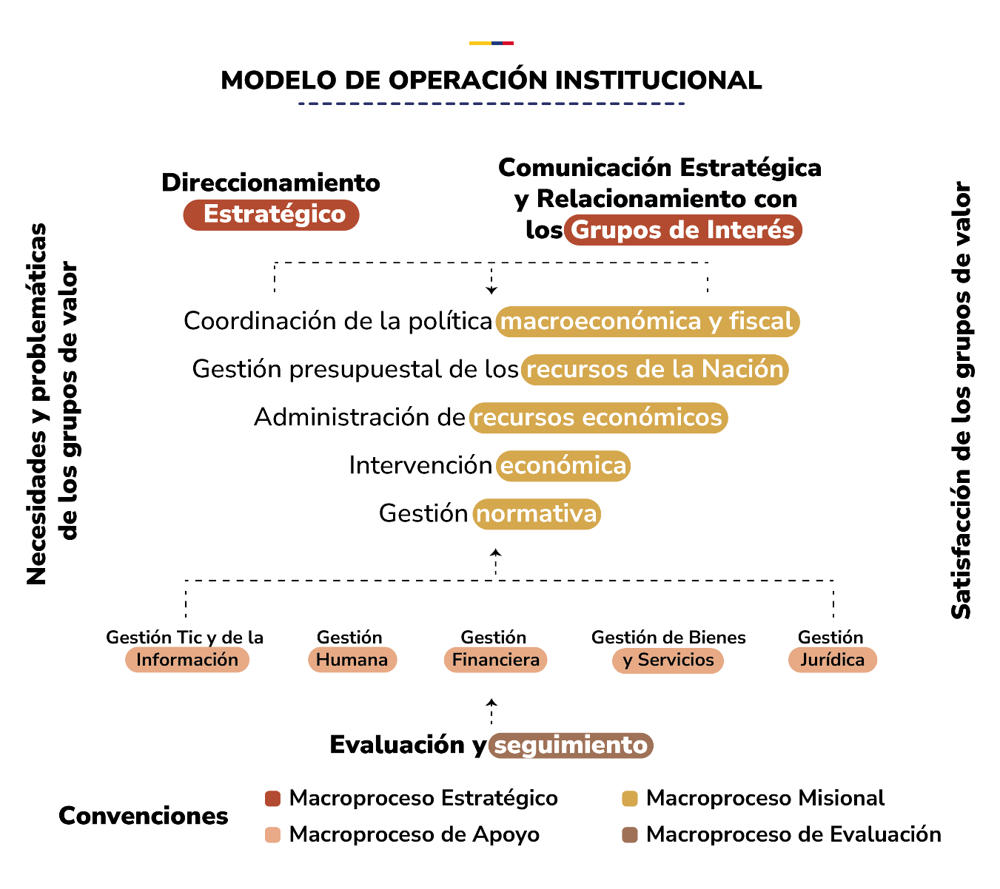 MODELO DE OPERACIÓN INSTITUCIONAL
Necesidades y problemáticas
de los grupos de valor
Direccionamiento
Estratégico
Comunicación Estratégica
y Relacionamiento con
los Grupos de Interés
Coordinación de la política macroeconómica y fiscal
Gestión presupuestal de los recursos de la Nación
Administración de recursos económicos
Intervención económica
Gestión normativa
Gestión Tic y de la
Información
Gestión
Humana
Gestión
Financiera
Gestión de Bienes
y Servicios
Gestión
Jurídica
Evaluación y seguimiento
Satisfacción de los grupos de valor
Convenciones
Macroproceso Estratégico
Macroproceso Misional
Macroproceso de Apoyo
Macroproceso de Evaluación